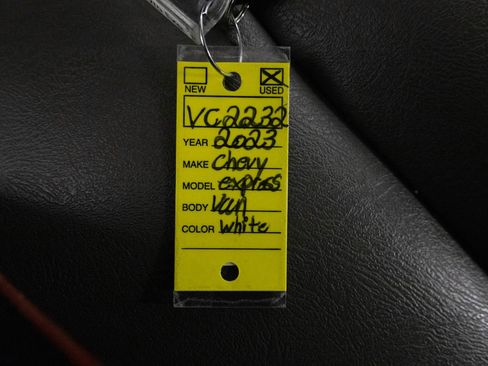 NEW USED
VC2232
YEAR 2023
MAKE Chevy
MODEL express
BODY Van
COLOR white